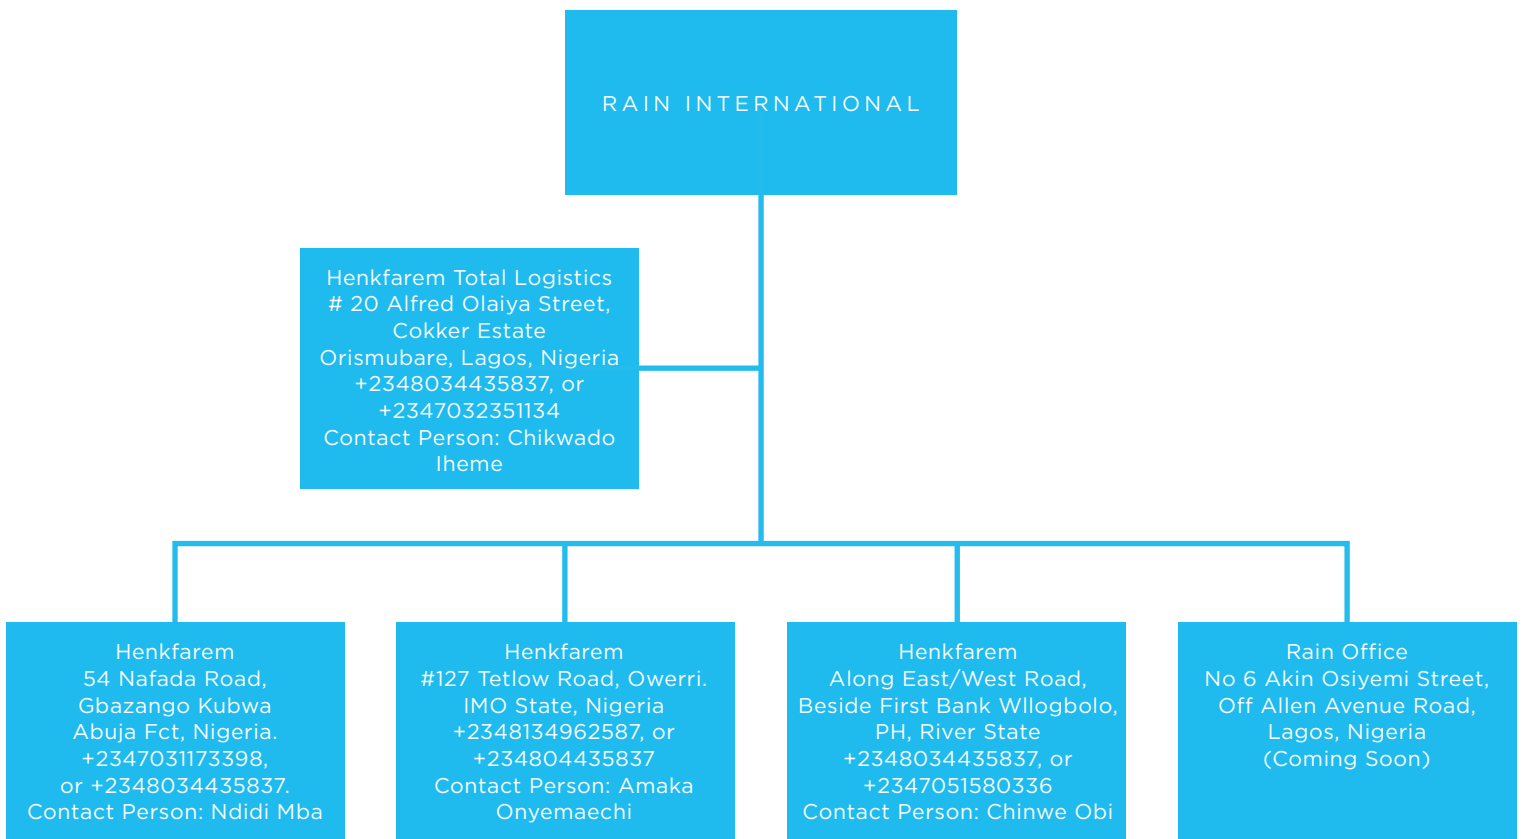 RAIN INTERNATIONAL
Henkfarem Total Logistics
# 20 Alfred Olaiya Street,
Cokker Estate
Orismubare, Lagos, Nigeria
+2348034435837, or
+2347032351134
Contact Person: Chikwado
Iheme
Henkfarem
54 Nafada Road,
Gbazango Kubwa
Abuja Fct, Nigeria.
+2347031173398,
or +2348034435837.
Contact Person: Ndidi Mba
Henkfarem
#127 Tetlow Road, Owerri.
IMO State, Nigeria
+2348134962587, or
+234804435837
Contact Person: Amaka
Onyemaechi
Henkfarem
Along East/West Road,
Beside First Bank Wllogbolo,
PH, River State
+2348034435837, or
+2347051580336
Contact Person: Chinwe Obi
Rain Office
No 6 Akin Osiyemi Street,
Off Allen Avenue Road,
Lagos, Nigeria
(Coming Soon)